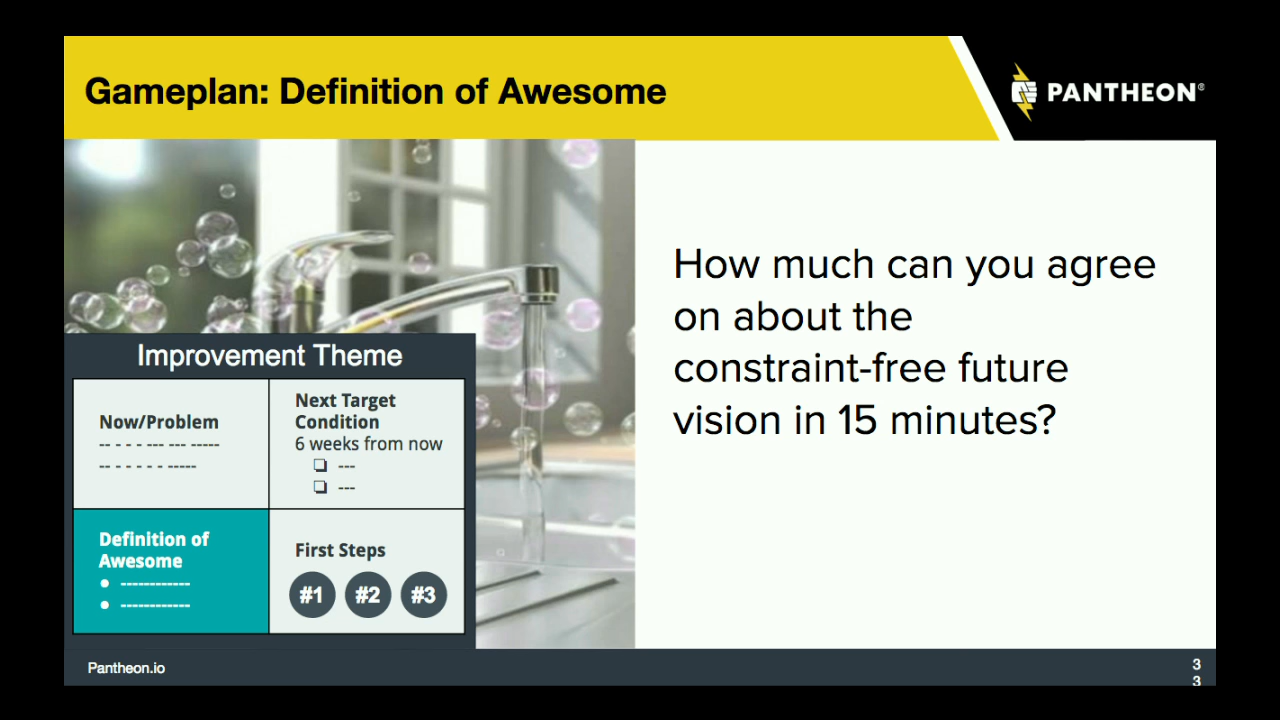 Gameplan: Definition of Awesome
PANTHEON®
How much can you agree
on about the
constraint-free future
vision in 15 minutes?
Improvement Theme
Now/Problem
-- - - - --- --- -----
-- - - - - - -----
Next Target
Condition
6 weeks from now
❏ ---
❏ ---
Definition of
Awesome
● ------------
● ------------
First Steps
#1 #2 #3
Pantheon.io
3
3